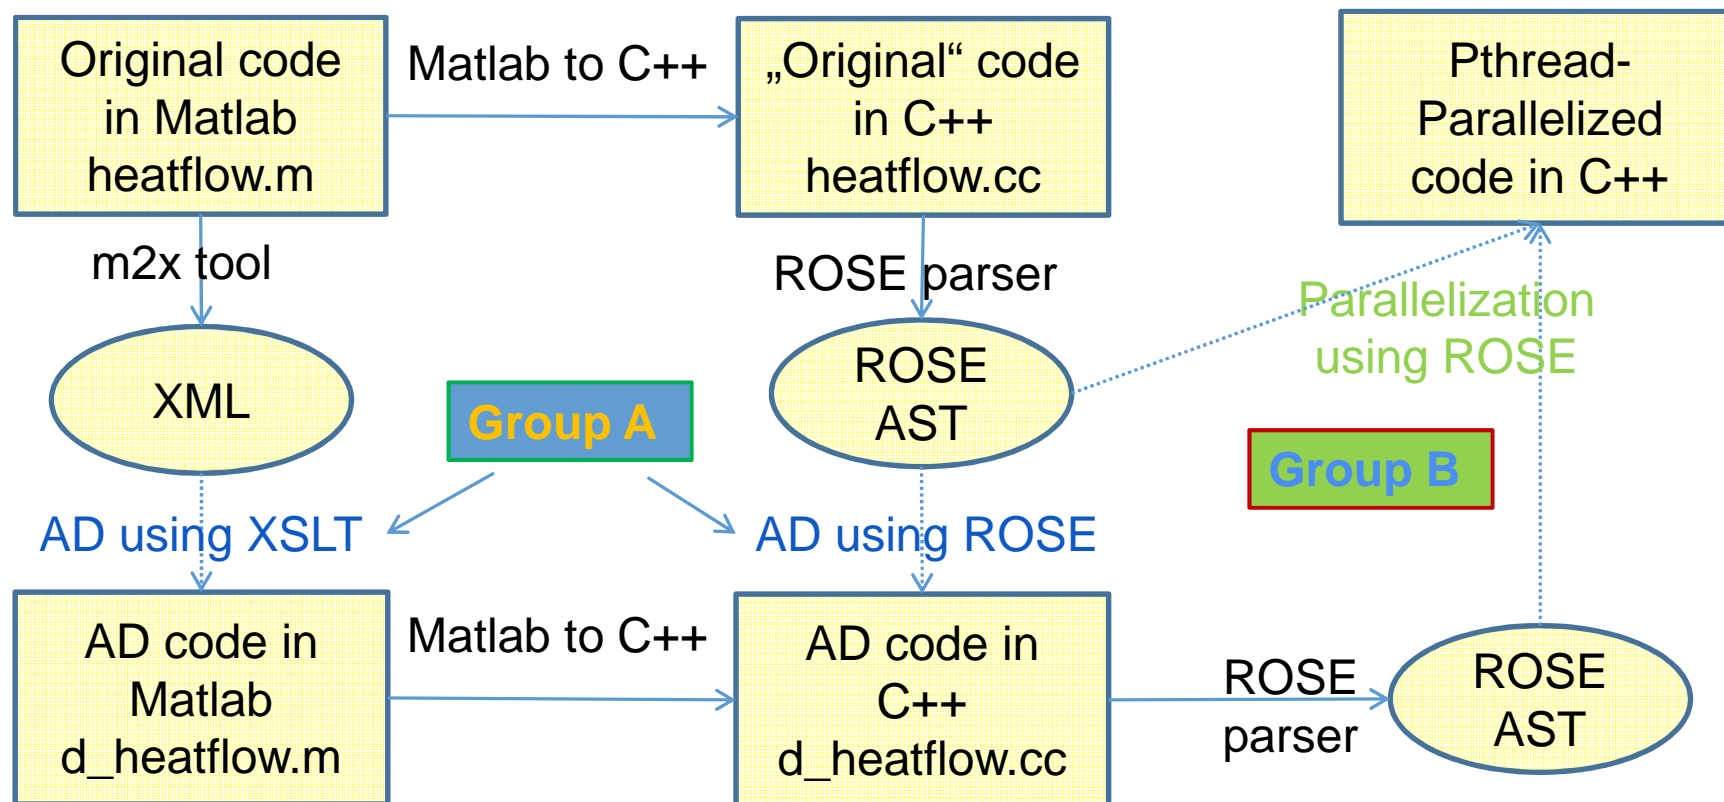 Original code
in Matlab
heatflow.m
Matlab to C++
„Original“ code
in C++
heatflow.cc
Pthread-
Parallelized
code in C++
m2x tool
ROSE parser
Parallelization
using ROSE
XML
Group A
ROSE
AST
Group B
AD using XSLT
AD using ROSE
AD code in
Matlab
d_heatflow.m
Matlab to C++
AD code in
C++
d_heatflow.cc
ROSE
parser
ROSE
AST